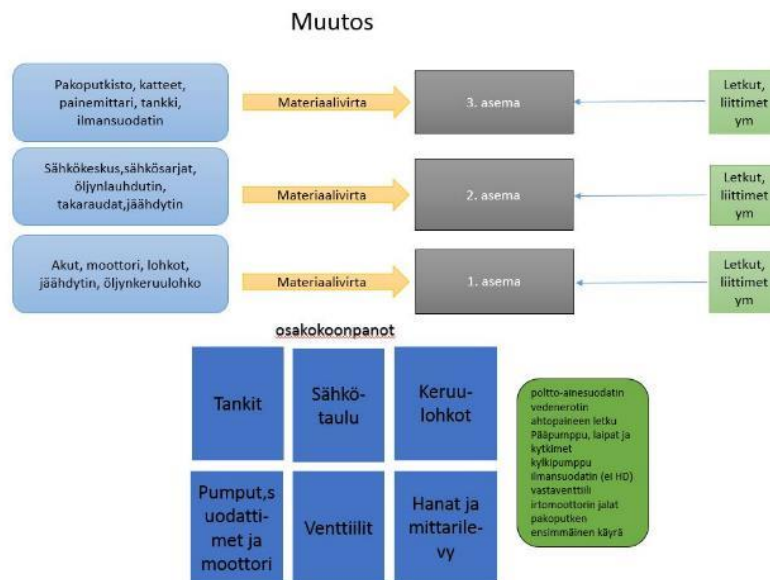 Muutos
Pakoputkisto, katteet,
painemittari, tankki,
ilmansuodatin
Materiaalivirta
3. asema
Letkut,
liittimet
ym
Sähkökeskus,sähkösarjat,
öljynlauhdutin,
takaraudat,jäähdytin
Materiaalivirta
2. asema
Letkut,
liittimet
ym
Akut, moottori, lohkot,
jäähdytin, öljynkeruulohko
Materiaalivirta
1. asema
Letkut,
liittimet
ym
osakokoonpanot
Tankit
Sähkö-
taulu
Keruu-
lohkot
Pumput,s
uodatti-
met ja
moottori
Venttiilit
Hanat ja
mittarile-
vy
poltto-ainesuodatin
vedenerotin
ahtopaineen letku
Pääpumppu, laipat ja
kytkimet
kylkipumppu
ilmansuodatin (ei HD)
vastaventtiili
irtomoottorin jalat
pakoputken
ensimmäinen käyrä